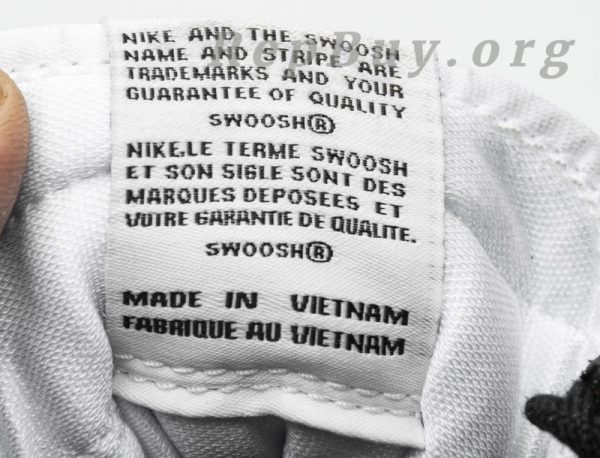 RepBuy.org
NIKE AND THE SWOOSH
NAME AND STRIPE ARE
TRADEMARKS AND YOUR
GUARANTEE OF QUALITY
SWOOSH®
NIKE.LE TERME SWOOSH
ET SON SIGLE SONT DES
MARQUES DEPOSEES ET
VOTRE GARANTIE DE QUALITE.
SWOOSH®
MADE IN VIETNAM
FABRIQUE AU VIETNAM